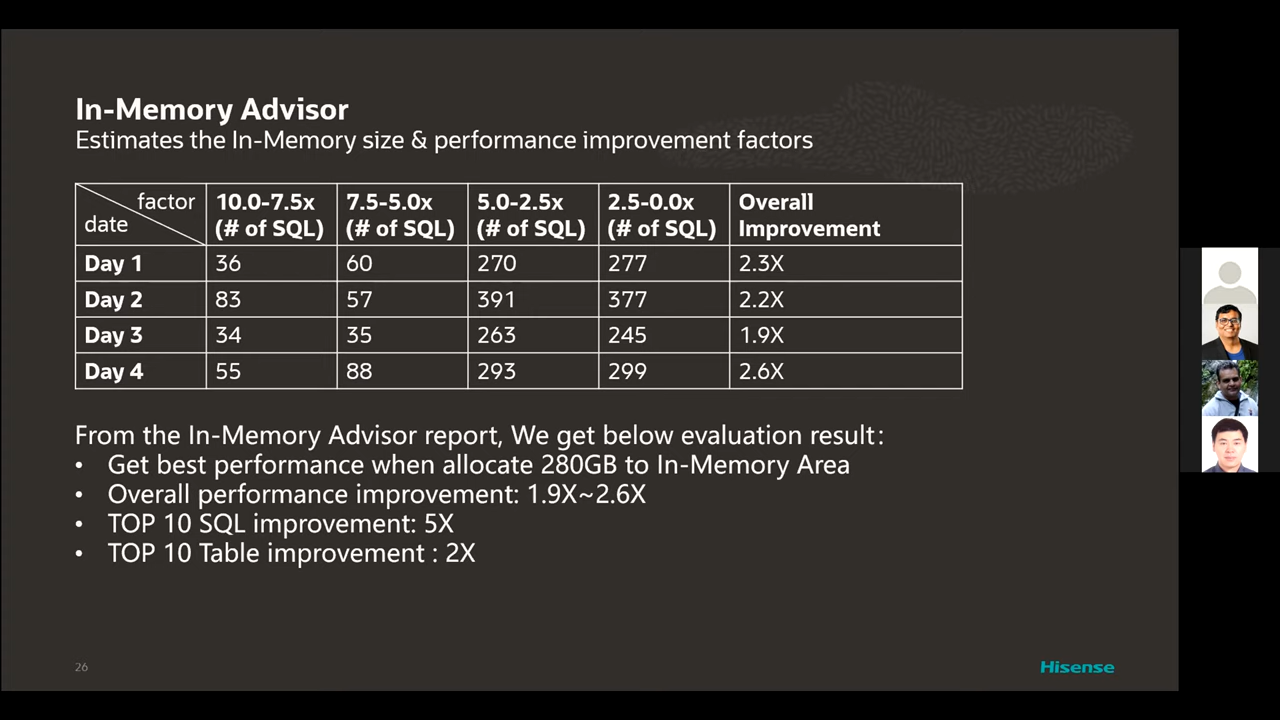 In-Memory Advisor
Estimates the In-Memory size & performance improvement factors
factor
date
10.0-7.5x
(# of SQL)
7.5-5.0x
(# of SQL)
5.0-2.5x
(# of SQL)
2.5-0.0x
(# of SQL)
Overall
Improvement
Day 1 36 60 270 277 2.3X
Day 2 83 57 391 377 2.2X
Day 3 34 35 263 245 1.9X
Day 4 55 88 293 299 2.6X
From the In-Memory Advisor report, We get below evaluation result：
• Get best performance when allocate 280GB to In-Memory Area
• Overall performance improvement: 1.9X~2.6X
• TOP 10 SQL improvement: 5X
• TOP 10 Table improvement : 2X
26
Hisense